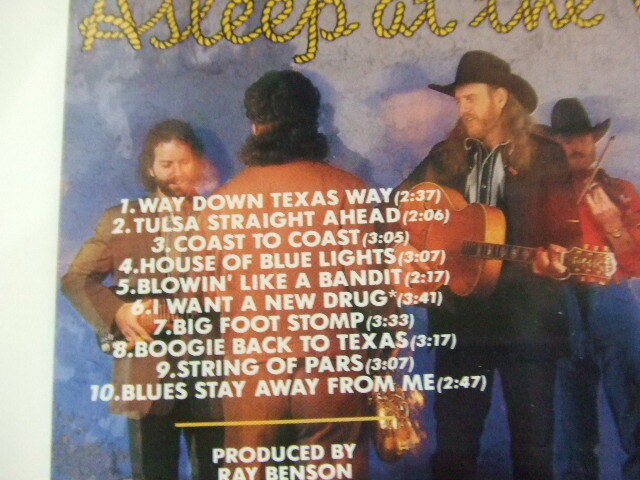 Asleep at the
1. WAY DOWN TEXAS WAY (2:37)
2. TULSA STRAIGHT AHEAD (2:06)
3. COAST TO COAST (3:05)
4. HOUSE OF BLUE LIGHTS (3:07)
5. BLOWIN' LIKE A BANDIT (2:17)
6. I WANT A NEW DRUG* (3:41)
7. BIG FOOT STOMP (3:33)
8. BOOGIE BACK TO TEXAS (3:17)
9. STRING OF PARS (3:07)
10. BLUES STAY AWAY FROM ME (2:47)
PRODUCED BY
RAY BENSON